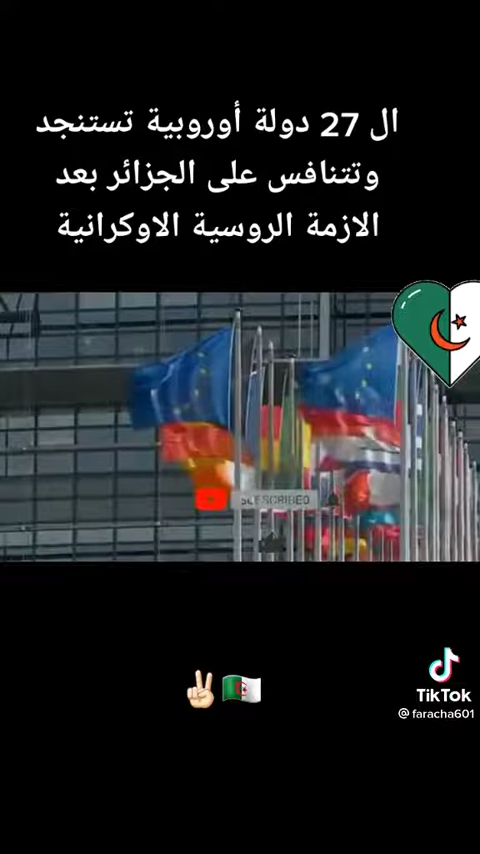 ال 27 دولة أوروبية تستنجد
وتتنافس على الجزائر بعد
الازمة الروسية الاوكرانية
SUBSCRIBED
TikTok
@faracha601